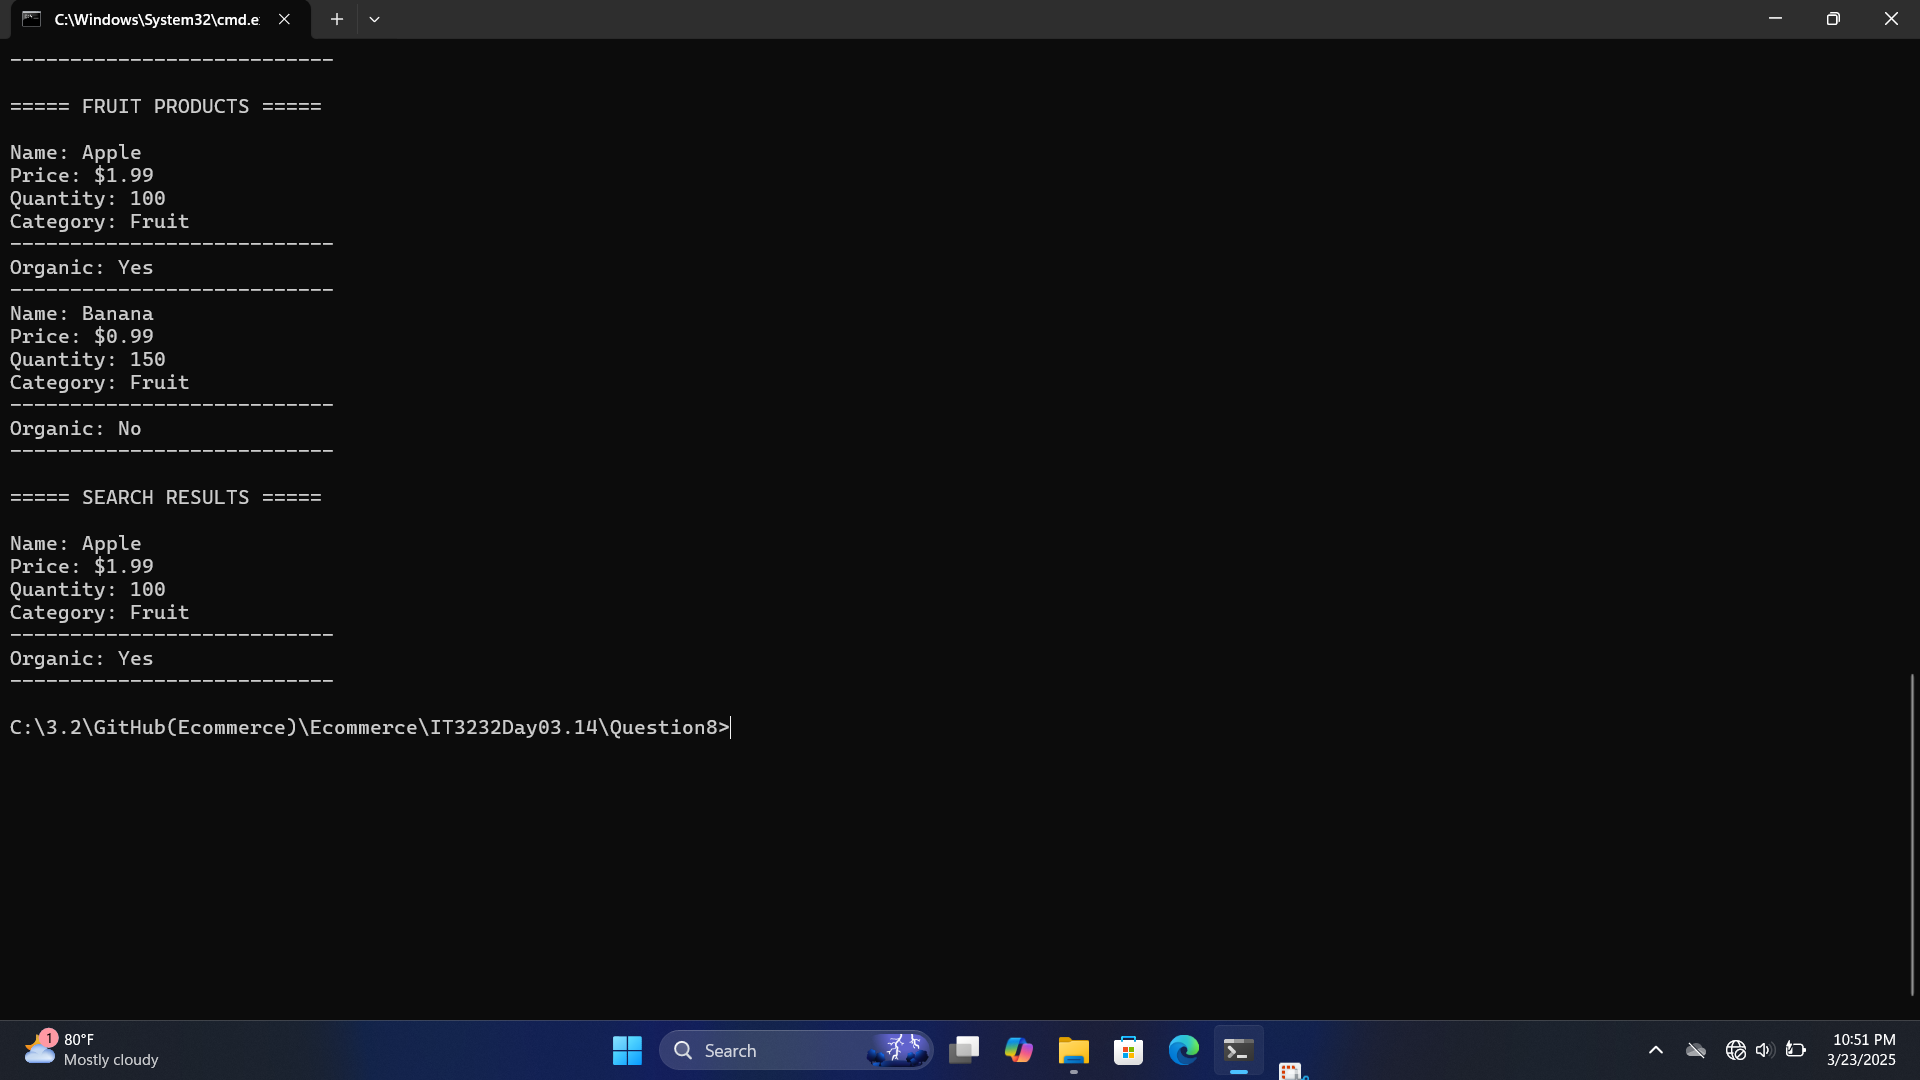 C:\Windows\System32\cmd.e
---------------------------
===== FRUIT PRODUCTS =====
Name: Apple
Price: $1.99
Quantity: 100
Category: Fruit
---------------------------
Organic: Yes
---------------------------
Name: Banana
Price: $0.99
Quantity: 150
Category: Fruit
---------------------------
Organic: No
---------------------------
===== SEARCH RESULTS =====
Name: Apple
Price: $1.99
Quantity: 100
Category: Fruit
---------------------------
Organic: Yes
---------------------------
C:\3.2\GitHub(Ecommerce)\Ecommerce\IT3232Day03.14\Question8>
1
80°F
Mostly cloudy
Search
10:51 PM
3/23/2025